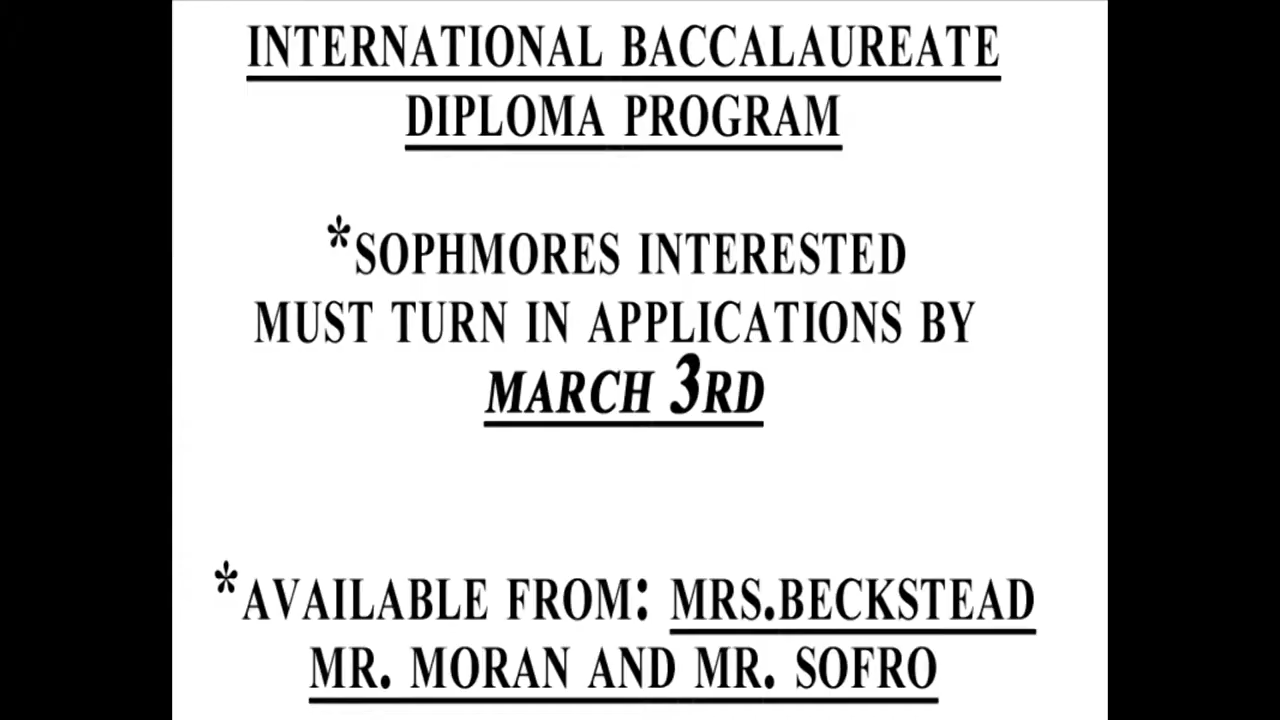 INTERNATIONAL BACCALAUREATE
DIPLOMA PROGRAM
*SOPHMORES INTERESTED
MUST TURN IN APPLICATIONS BY
MARCH 3RD
*AVAILABLE FROM: MRS.BECKSTEAD
MR. MORAN AND MR. SOFRO